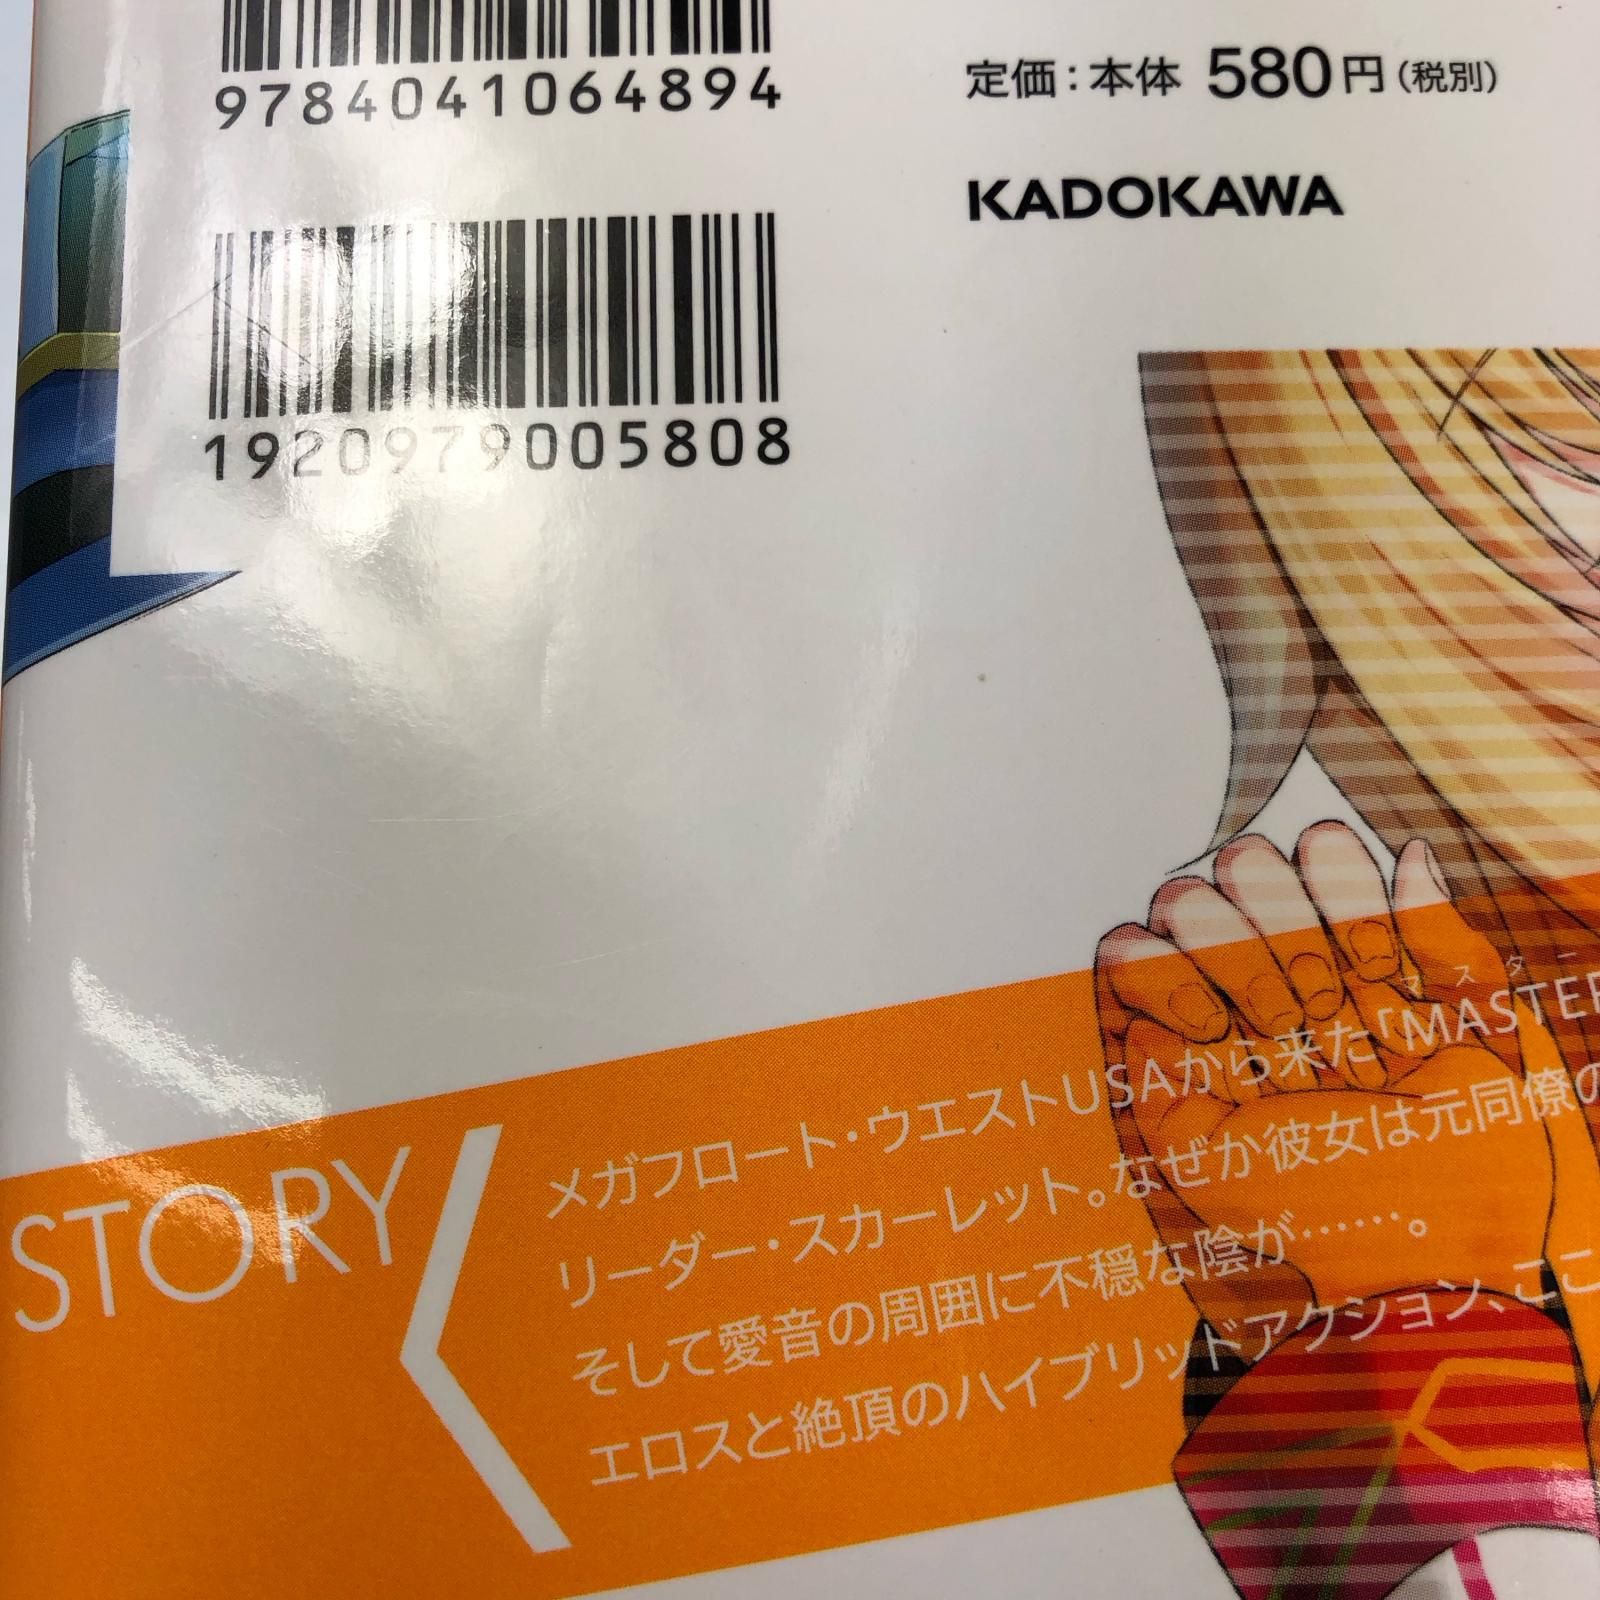 9784041064894
定価：本体 580円（税別）
KADOKAWA
1920979005808
STORY
マスター
メガフロート・ウエストUSAから来た「MASTER
リーダー・スカーレット。なぜか彼女は元同僚の
そして愛音の周囲に不穏な陰が……。
エロスと絶頂のハイブリッドアクション、ここ